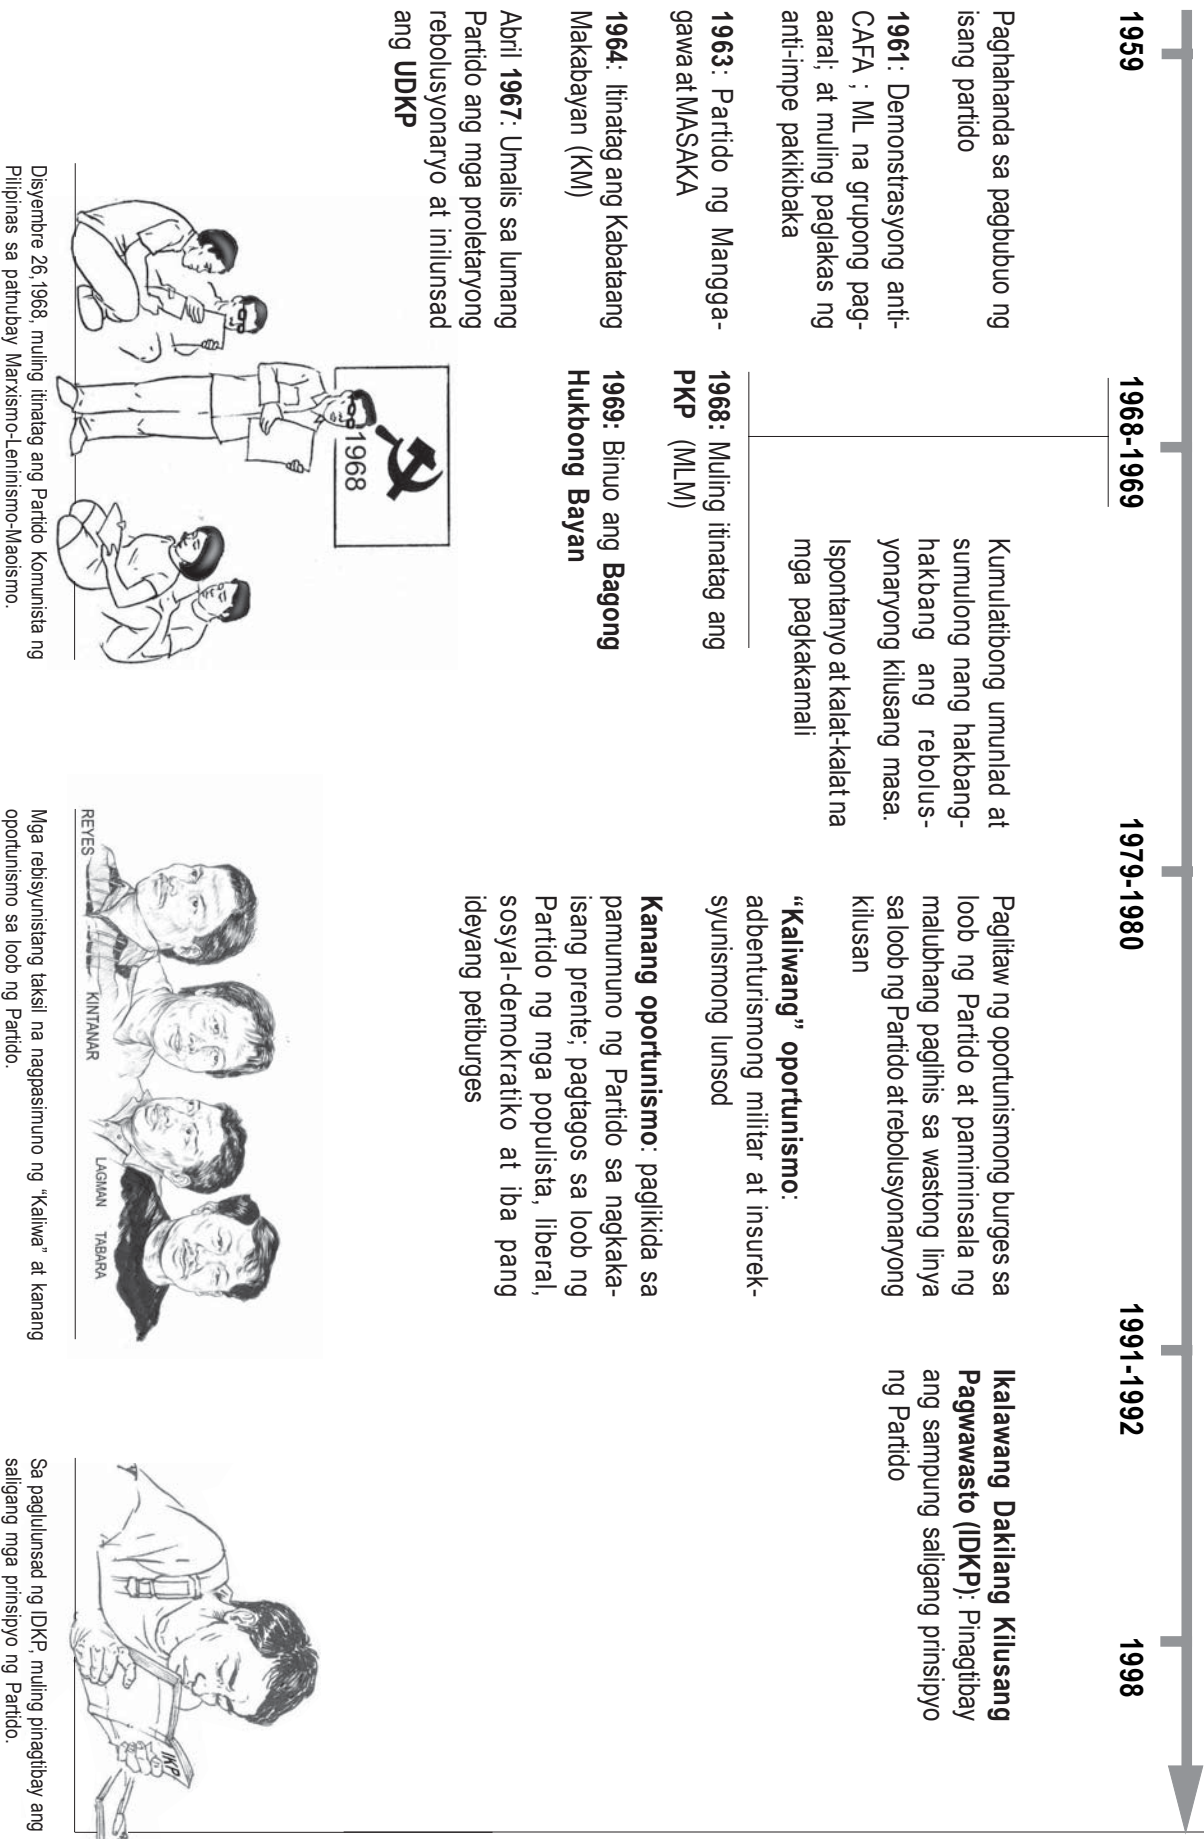 1959
1968-1969
1979-1980
1991-1992
1998
Paghahanda sa pagbubuo ng
isang partido
1961: Demonstrasyong anti-
CAFA ; ML na grupong pag-
aaral; at muling paglakas ng
anti-impe pakikibaka
1963: Partido ng Mangga-
gawa at MASAKA
1964: Itinatag ang Kabataang
Makabayan (KM)
Abril 1967: Umalis sa lumang
Partido ang mga proletaryong
rebolusyonaryo at inilunsad
ang UDKP
1968: Muling itinatag ang
PKP (MLM)
1969: Binuo ang Bagong
Hukbong Bayan
Kumulatibong umunlad at
sumulong nang hakbang-
hakbang ang rebolus-
yonaryong kilusang masa.
Ispontanyo at kalat-kalat na
mga pagkakamali
Paglitaw ng oportunismong burges sa
loob ng Partido at pamiminsala ng
malubhang paglihis sa wastong linya
sa loob ng Partido at rebolusyonaryong
kilusan
“Kaliwang” oportunismo:
adbenturismong militar at insurek-
syunismong lunsod
Kanang oportunismo: paglikida sa
pamumuno ng Partido sa nagkaka-
isang prente; pagtagos sa loob ng
Partido ng mga populista, liberal,
sosyal-demokratiko at iba pang
ideyang petiburges
Ikalawang Dakilang Kilusang
Pagwawasto (IDKP): Pinagtibay
ang sampung saligang prinsipyo
ng Partido
1968
Disyembre 26,1968, muling itinatag ang Partido Komunista ng
Pilipinas sa patnubay Marxismo-Leninismo-Maoismo.
REYES
KINTANAR
LAGMAN
TABARA
Mga rebisyunistang taksil na nagpasimuno ng “Kaliwa” at kanang
oportunismo sa loob ng Partido.
IKP
Sa paglulunsad ng IDKP, muling pinagtibay ang
saligang mga prinsipyo ng Partido.